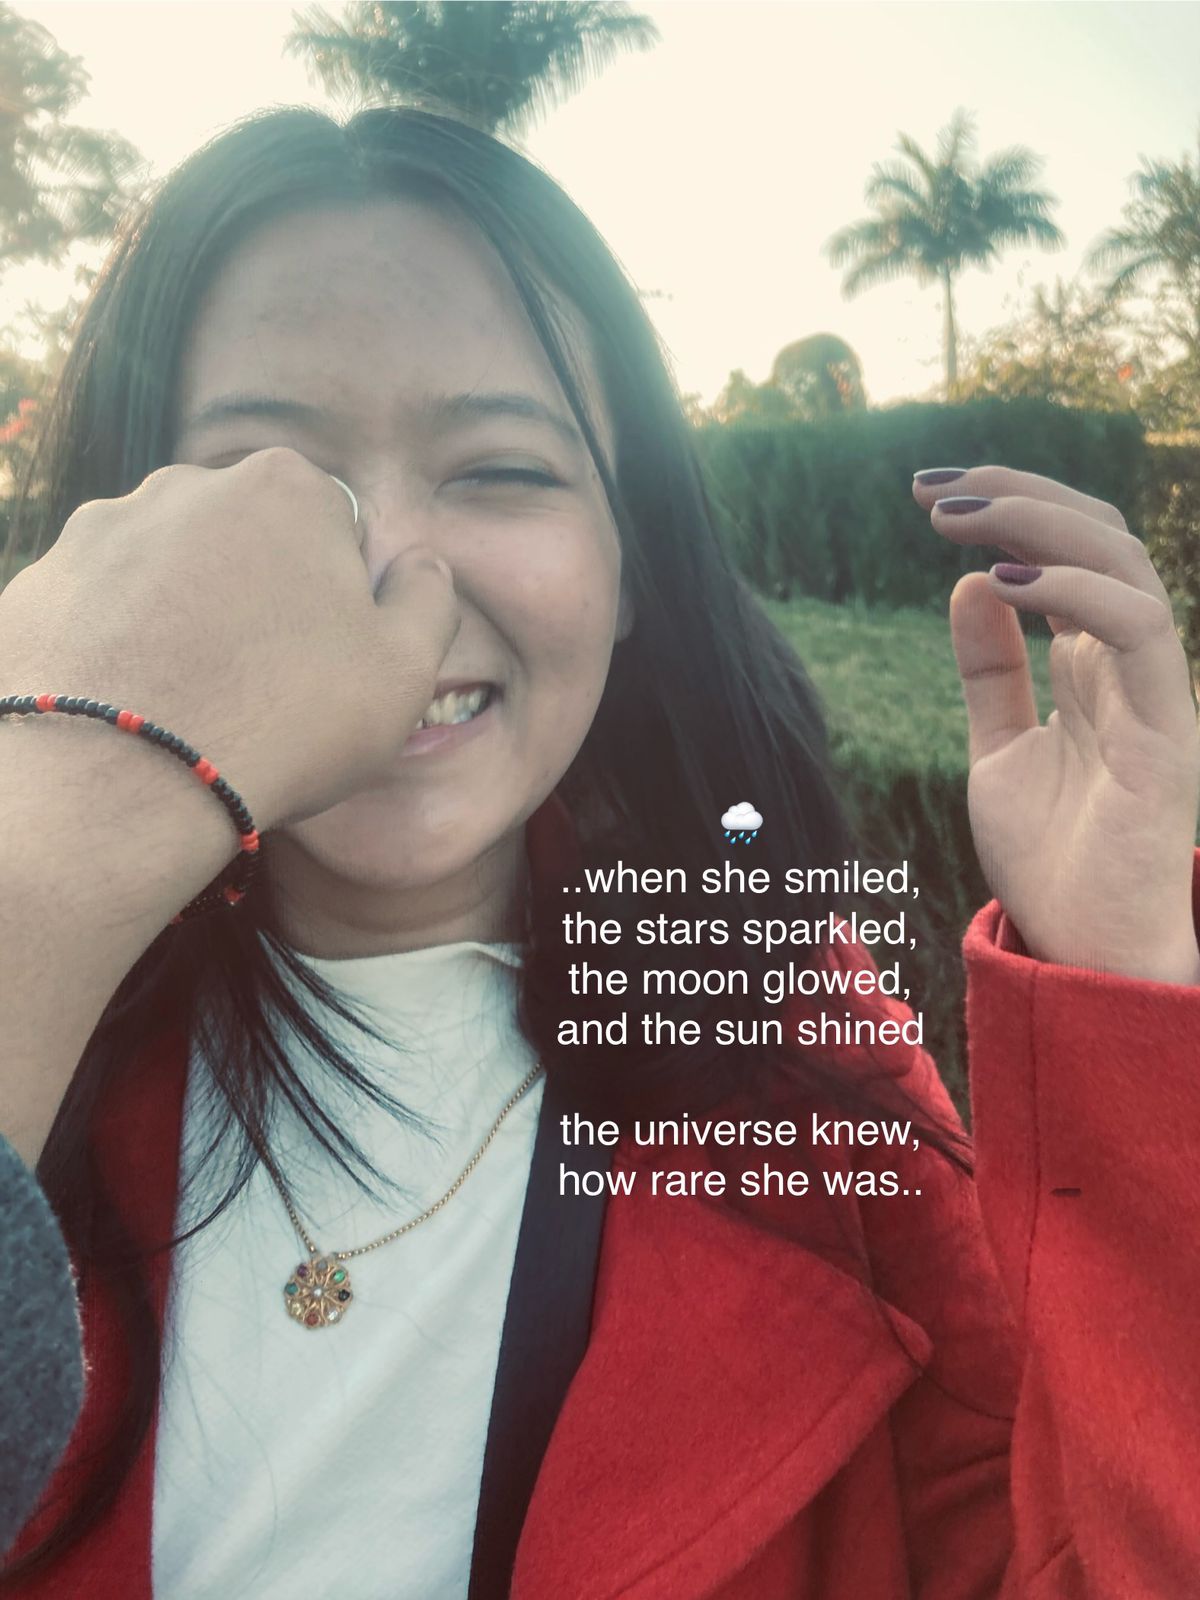 🌧️
..when she smiled,
the stars sparkled,
the moon glowed,
and the sun shined
the universe knew,
how rare she was..